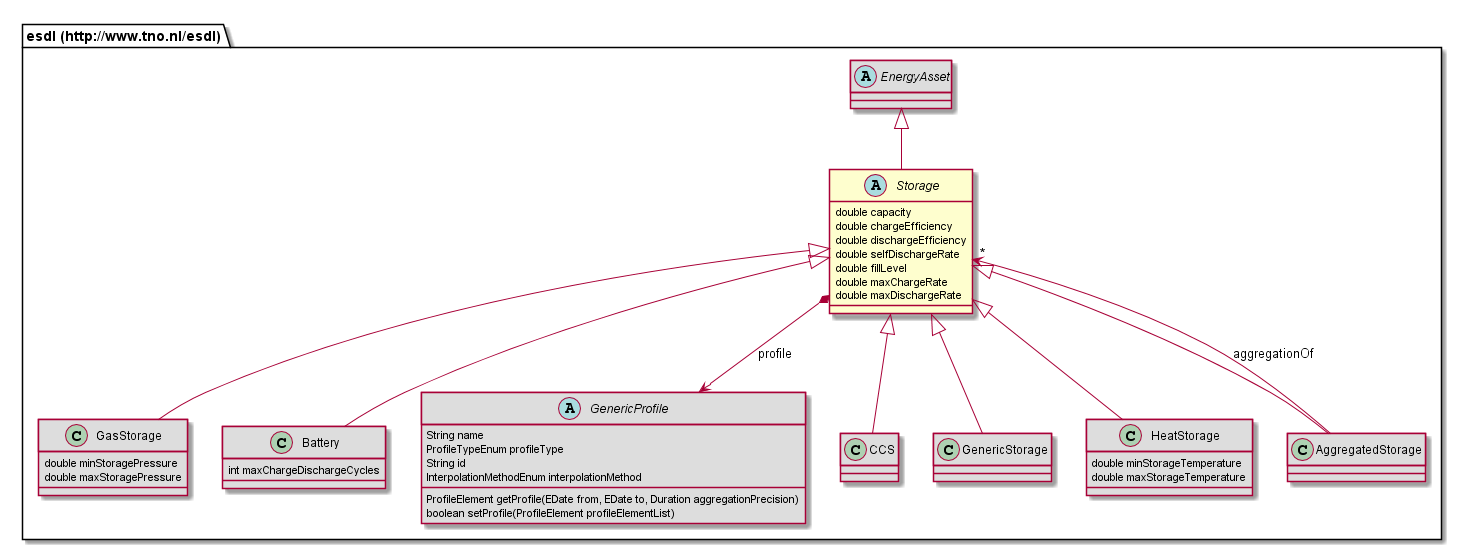 esdl (http://www.tno.nl/esdl)
A EnergyAsset
A Storage
double capacity
double chargeEfficiency
double dischargeEfficiency
double selfDischargeRate
double fillLevel
double maxChargeRate
double maxDischargeRate
*
profile
aggregationOf
C GasStorage
double minStoragePressure
double maxStoragePressure
C Battery
int maxChargeDischargeCycles
A GenericProfile
String name
ProfileTypeEnum profileType
String id
InterpolationMethodEnum interpolationMethod
ProfileElement getProfile(EDate from, EDate to, Duration aggregationPrecision)
boolean setProfile(ProfileElement profileElementList)
C CCS
C GenericStorage
C HeatStorage
double minStorageTemperature
double maxStorageTemperature
C AggregatedStorage